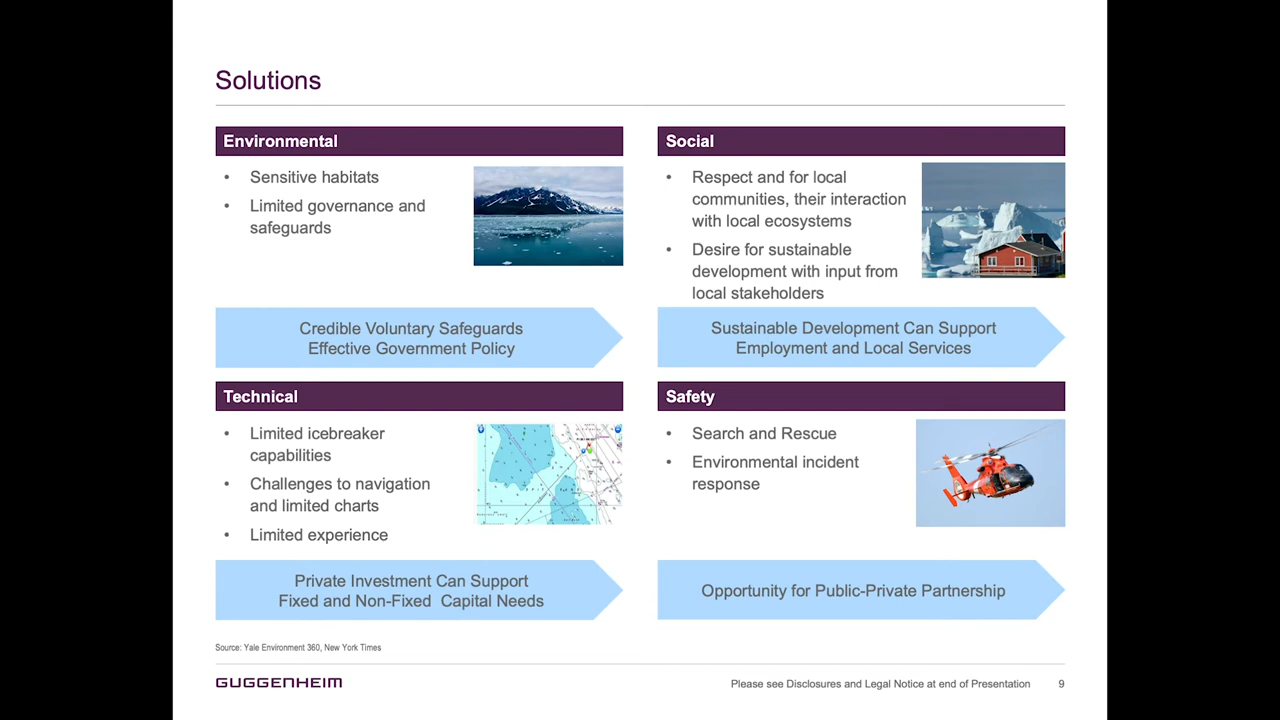 Solutions
Environmental
• Sensitive habitats
• Limited governance and
safeguards
Credible Voluntary Safeguards
Effective Government Policy
Social
• Respect and for local
communities, their interaction
with local ecosystems
• Desire for sustainable
development with input from
local stakeholders
Sustainable Development Can Support
Employment and Local Services
Technical
• Limited icebreaker
capabilities
• Challenges to navigation
and limited charts
• Limited experience
Private Investment Can Support
Fixed and Non-Fixed Capital Needs
Safety
• Search and Rescue
• Environmental incident
response
Opportunity for Public-Private Partnership
Source: Yale Environment 360, New York Times
GUGGENHEIM
Please see Disclosures and Legal Notice at end of Presentation 9